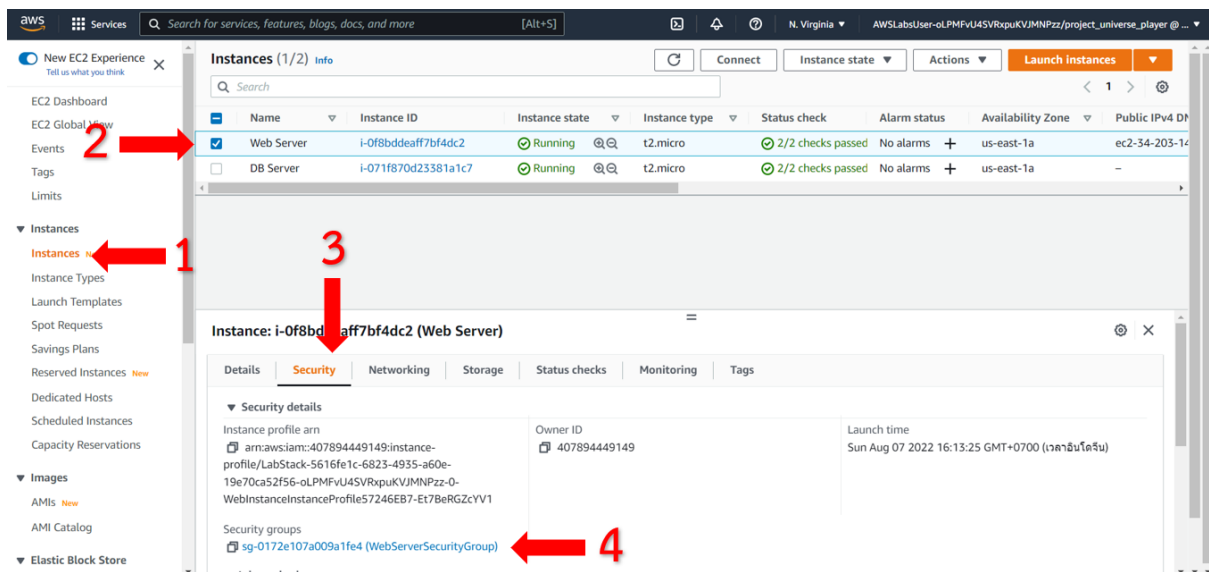 aws
Services
Search for services, features, blogs, docs, and more
[Alt+S]
N. Virginia ▼
AWSLabsUser-oLPMFvU4SVRxpuKVJMNPzz/project_universe_player @ ... ▼
New EC2 Experience
Tell us what you think
EC2 Dashboard
EC2 Global View
Events
Tags
Limits
▼ Instances
Instances
Instance Types
Launch Templates
Spot Requests
Savings Plans
Reserved Instances New
Dedicated Hosts
Scheduled Instances
Capacity Reservations
▼ Images
AMIs New
AMI Catalog
▼ Elastic Block Store
1
2
3
4
Instances (1/2) Info
Connect
Instance state ▼
Actions ▼
Launch instances
▼
Search
< 1 >
Name Instance ID Instance state Instance type Status check Alarm status Availability Zone Public IPv4 DN
Web Server i-0f8bddeaff7bf4dc2 Running t2.micro 2/2 checks passed No alarms + us-east-1a ec2-34-203-14
DB Server i-071f870d23381a1c7 Running t2.micro 2/2 checks passed No alarms + us-east-1a –
Instance: i-0f8bddeaff7bf4dc2 (Web Server)
Details Security Networking Storage Status checks Monitoring Tags
▼ Security details
Instance profile arn
arn:aws:iam::407894449149:instance-
profile/LabStack-5616fe1c-6823-4935-a60e-
19e70ca52f56-oLPMFvU4SVRxpuKVJMNPzz-0-
WebInstanceInstanceProfile57246EB7-Et7BeRGZcYV1
Owner ID
407894449149
Launch time
Sun Aug 07 2022 16:13:25 GMT+0700 (เวลาอินโดจีน)
Security groups
sg-0172e107a009a1fe4 (WebServerSecurityGroup)